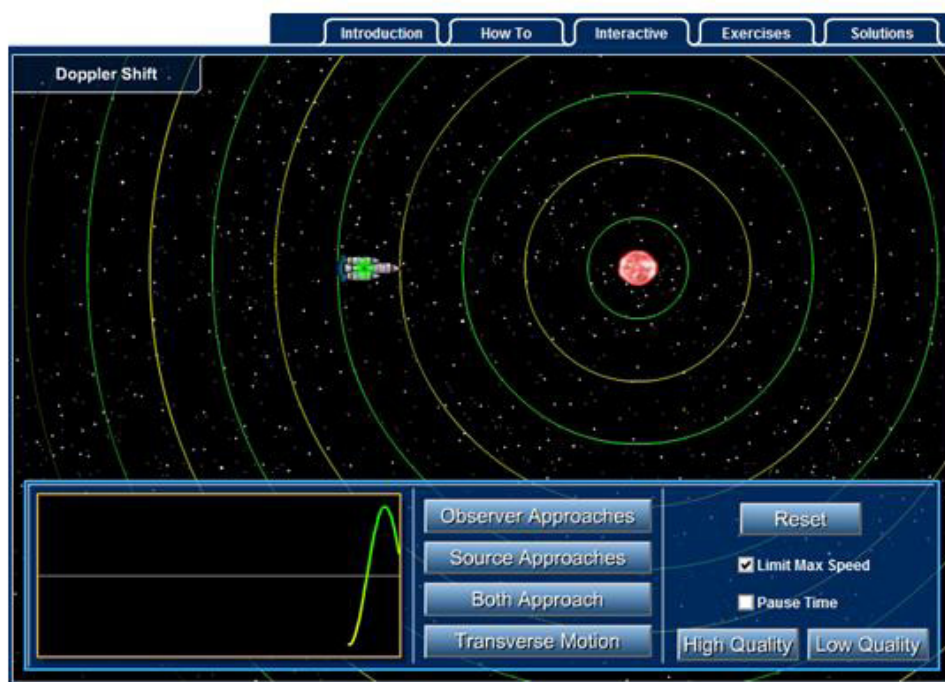 Introduction
How To
Interactive
Exercises
Solutions
Doppler Shift
Observer Approaches
Source Approaches
Both Approach
Transverse Motion
Reset
Limit Max Speed
Pause Time
High Quality
Low Quality